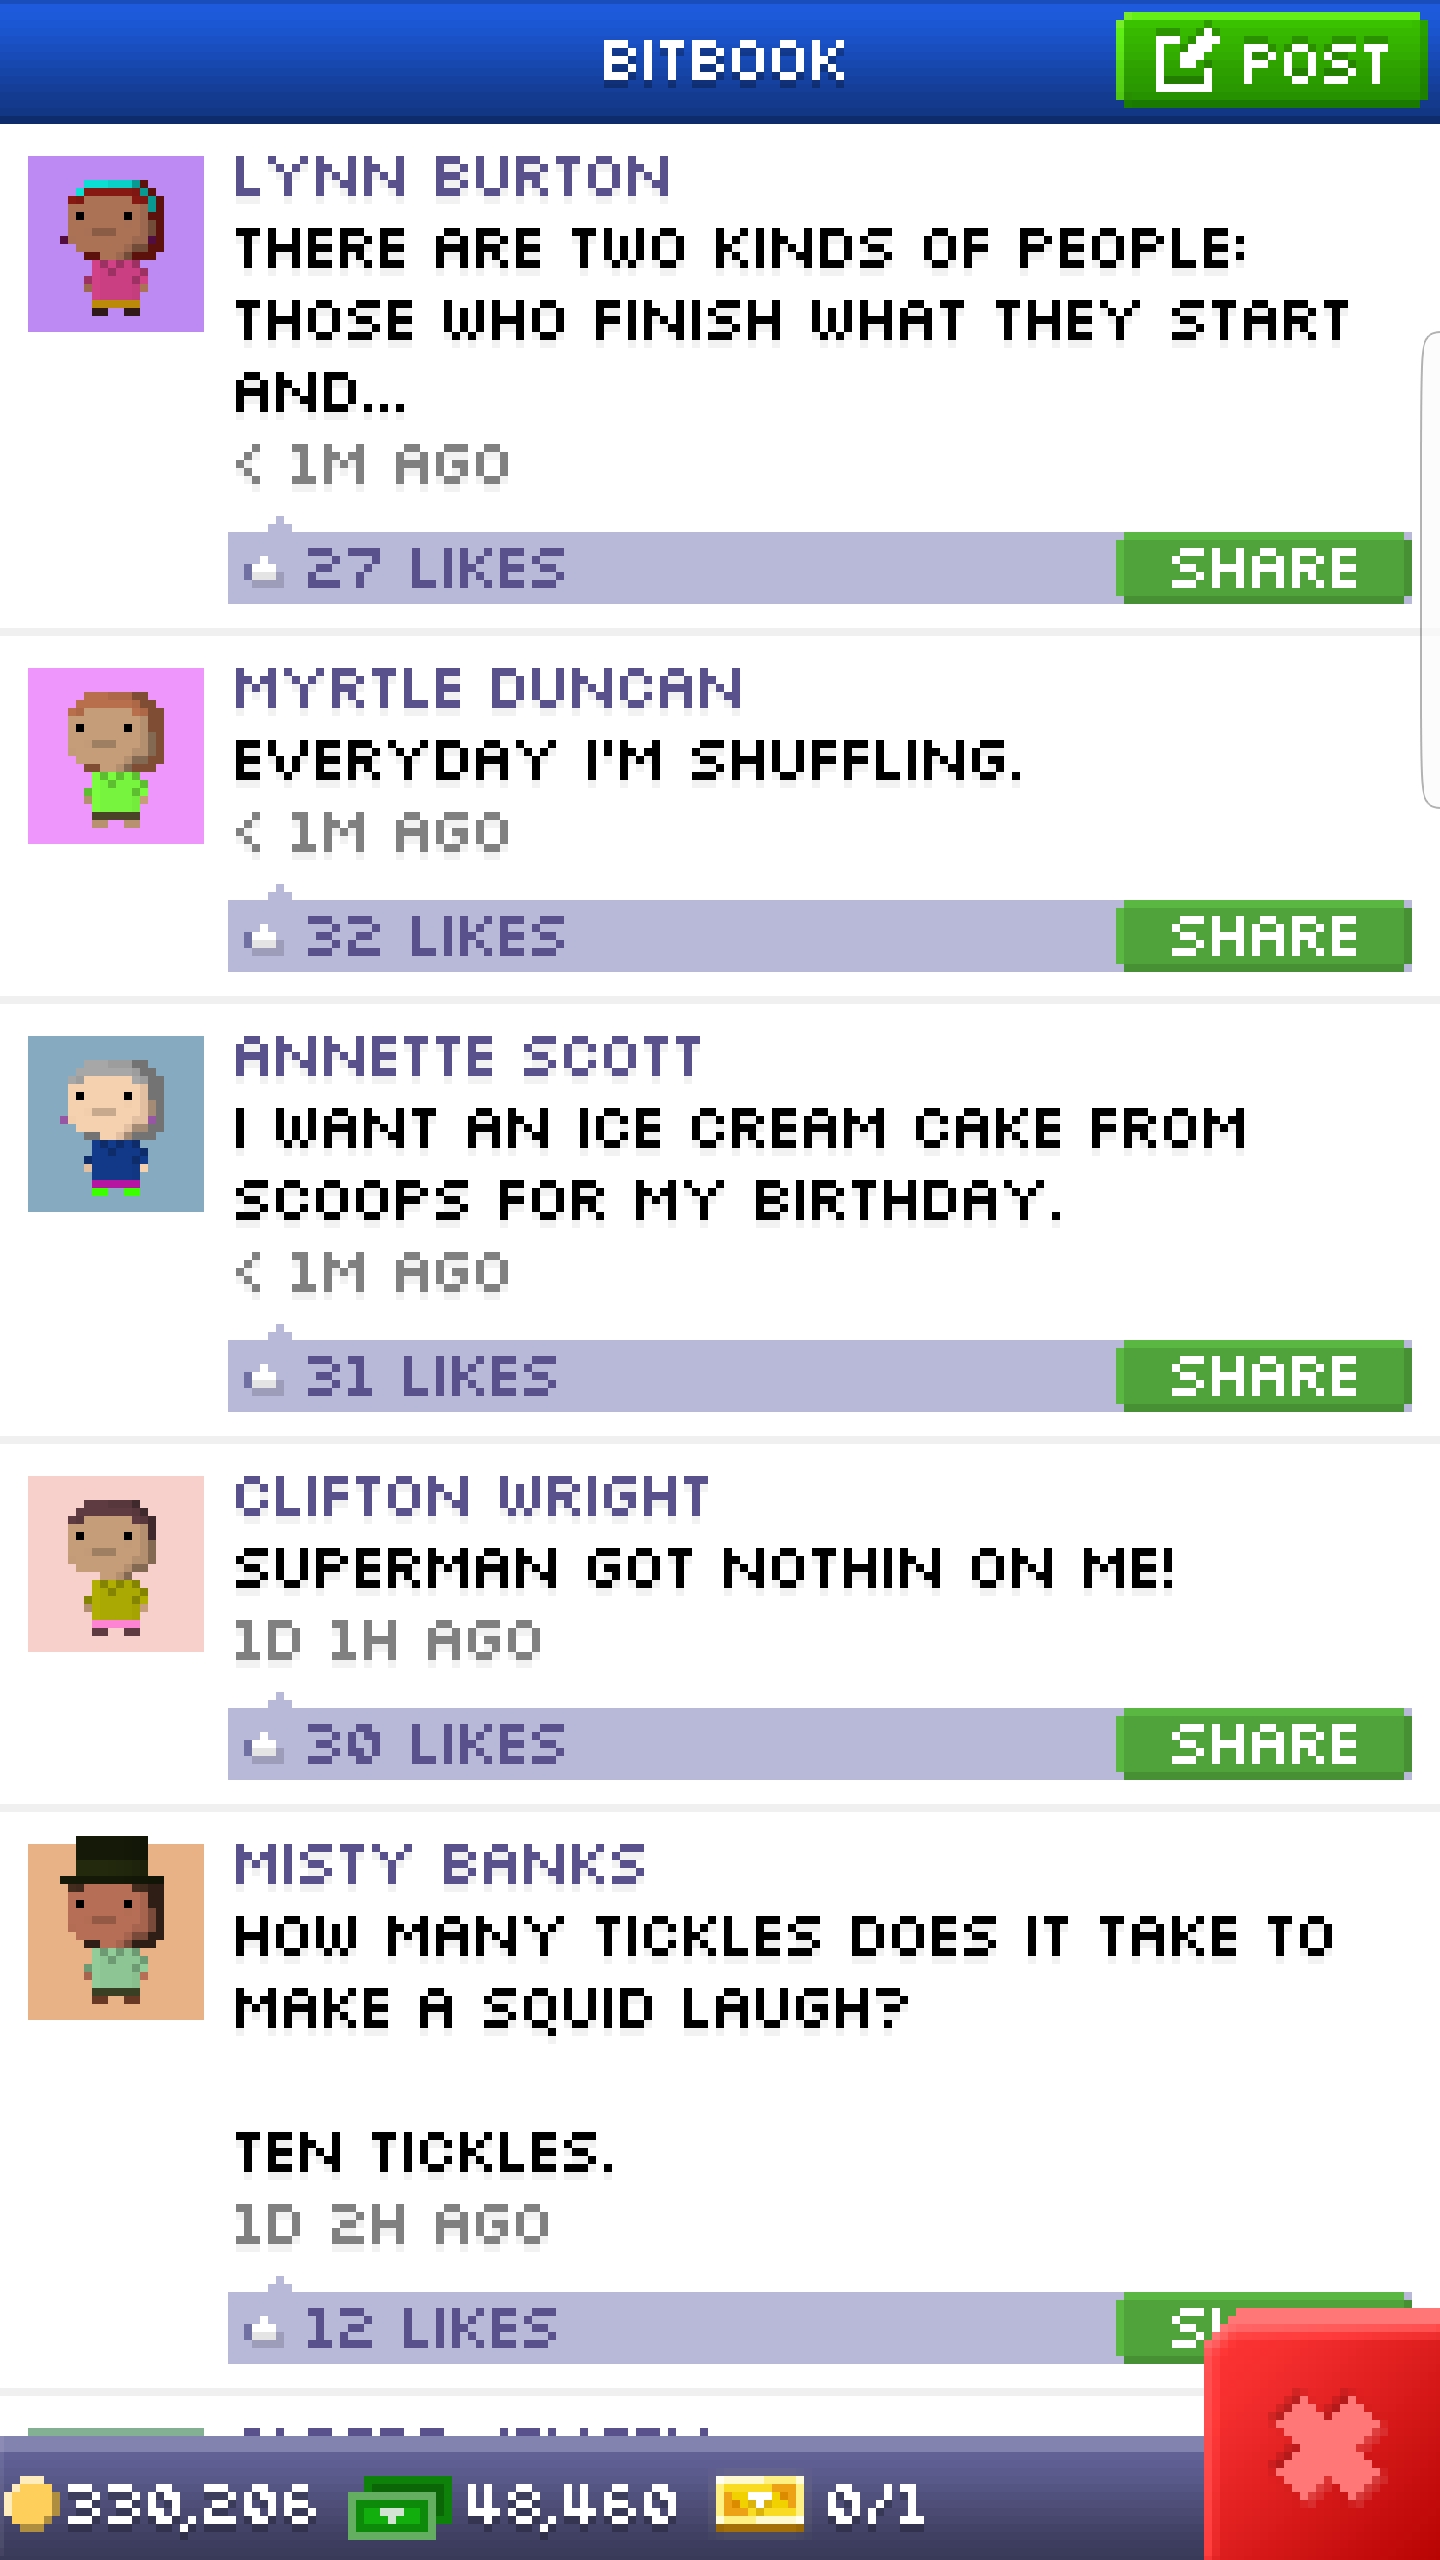 BITBOOK
POST
LYNN BURTON
THERE ARE TWO KINDS OF PEOPLE:
THOSE WHO FINISH WHAT THEY START
AND...
< 1M AGO
27 LIKES
SHARE
MYRTLE DUNCAN
EVERYDAY I'M SHUFFLING.
< 1M AGO
32 LIKES
SHARE
ANNETTE SCOTT
I WANT AN ICE CREAM CAKE FROM
SCOOPS FOR MY BIRTHDAY.
< 1M AGO
31 LIKES
SHARE
CLIFTON WRIGHT
SUPERMAN GOT NOTHIN ON ME!
1D 1H AGO
30 LIKES
SHARE
MISTY BANKS
HOW MANY TICKLES DOES IT TAKE TO
MAKE A SQUID LAUGH?
TEN TICKLES.
1D 2H AGO
12 LIKES
330,206
48,460
0/1